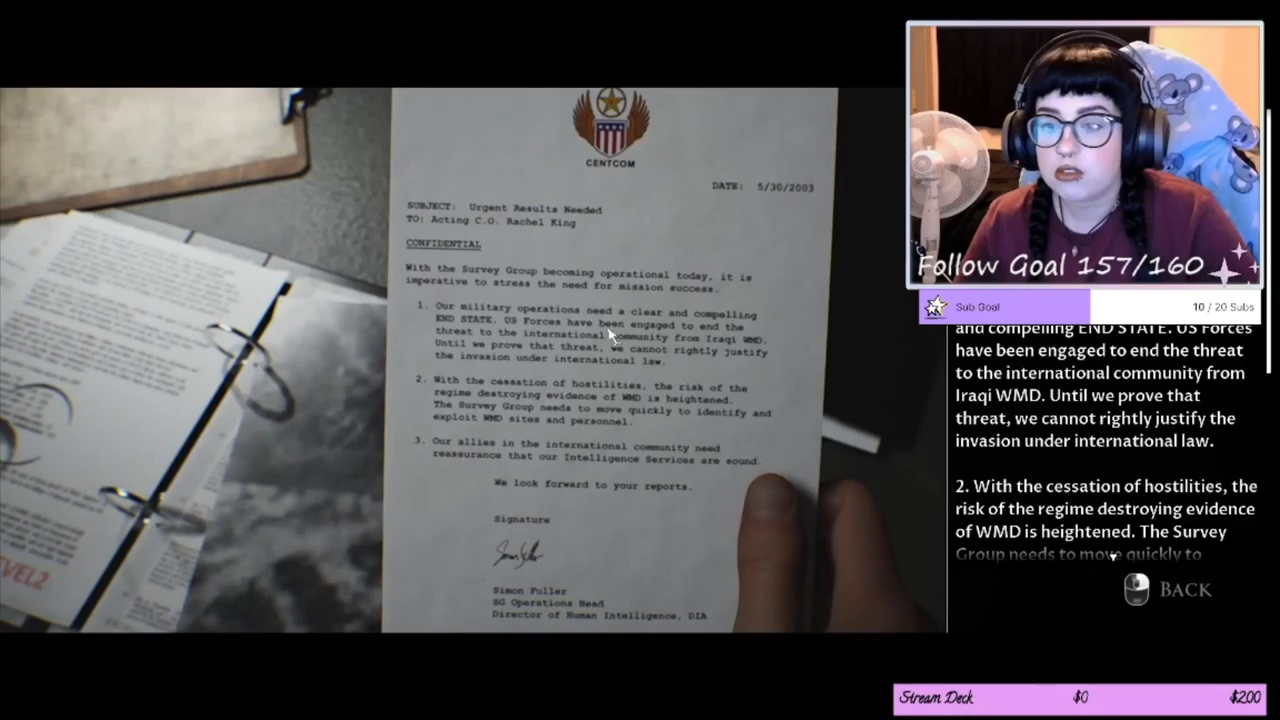 CENTCOM
DATE: 5/30/2003
SUBJECT: Urgent Results Needed
TO: Acting C.O. Rachel King
CONFIDENTIAL
With the Survey Group becoming operational today, it is
imperative to stress the need for mission success.
1. Our military operations need a clear and compelling
END STATE. US Forces have been engaged to end the
threat to the international community from Iraqi WMD.
Until we prove that threat, we cannot rightly justify
the invasion under international law.
2. With the cessation of hostilities, the risk of the
regime destroying evidence of WMD is heightened.
The Survey Group needs to move quickly to identify and
exploit WMD sites and personnel.
3. Our allies in the international community need
reassurance that our Intelligence Services are sound.
We look forward to your reports.
Signature
Simon Fuller
SG Operations Head
Director of Human Intelligence, DIA
EVEL2
Follow Goal 157/160
Sub Goal
10 / 20 Subs
and compelling END STATE. US Forces
have been engaged to end the threat
to the international community from
Iraqi WMD. Until we prove that
threat, we cannot rightly justify the
invasion under international law.
2. With the cessation of hostilities, the
risk of the regime destroying evidence
of WMD is heightened. The Survey
Group needs to move quickly to
BACK
Stream Deck
$0
$200